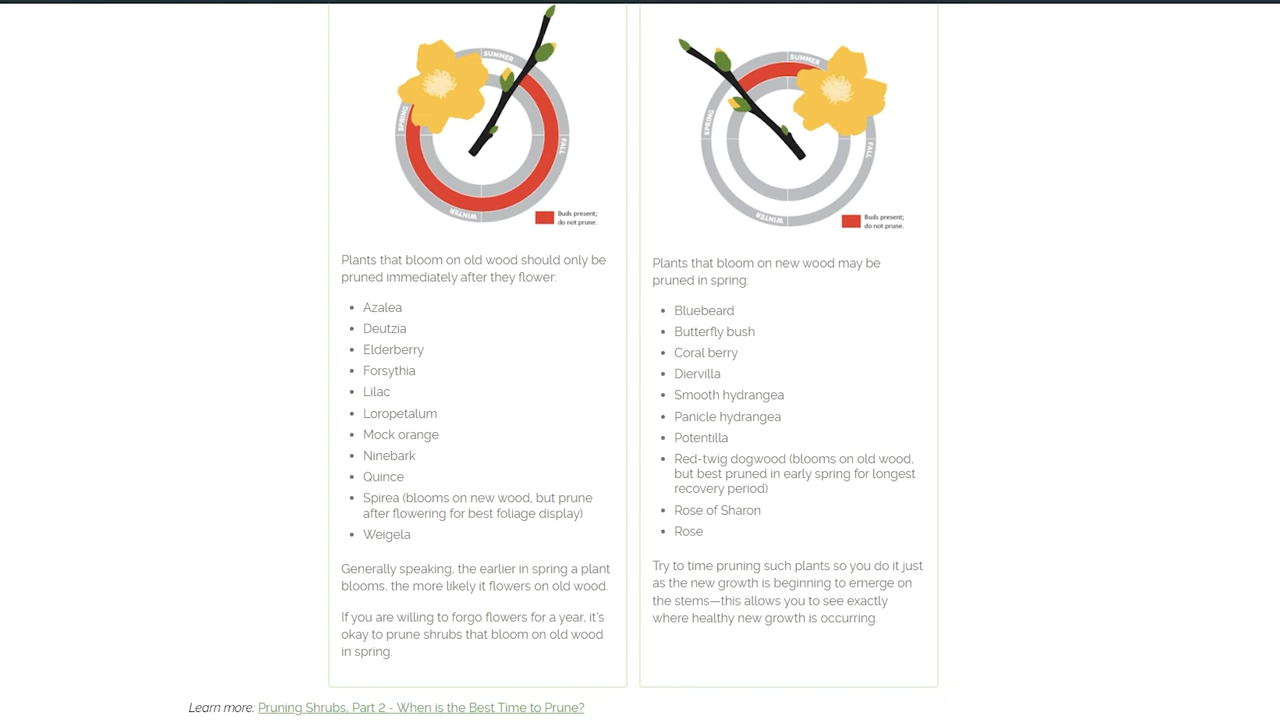 SUMMER
SPRING
FALL
WINTER
Buds present;
do not prune.
Plants that bloom on old wood should only be
pruned immediately after they flower:
Azalea
Deutzia
Elderberry
Forsythia
Lilac
Loropetalum
Mock orange
Ninebark
Quince
Spirea (blooms on new wood, but prune
after flowering for best foliage display)
Weigela
Generally speaking, the earlier in spring a plant
blooms, the more likely it flowers on old wood.
If you are willing to forgo flowers for a year, it's
okay to prune shrubs that bloom on old wood
in spring.
SUMMER
SPRING
FALL
WINTER
Buds present;
do not prune.
Plants that bloom on new wood may be
pruned in spring:
Bluebeard
Butterfly bush
Coral berry
Diervilla
Smooth hydrangea
Panicle hydrangea
Potentilla
Red-twig dogwood (blooms on old wood,
but best pruned in early spring for longest
recovery period)
Rose of Sharon
Rose
Try to time pruning such plants so you do it just
as the new growth is beginning to emerge on
the stems—this allows you to see exactly
where healthy new growth is occurring.
Learn more: Pruning Shrubs, Part 2 - When is the Best Time to Prune?